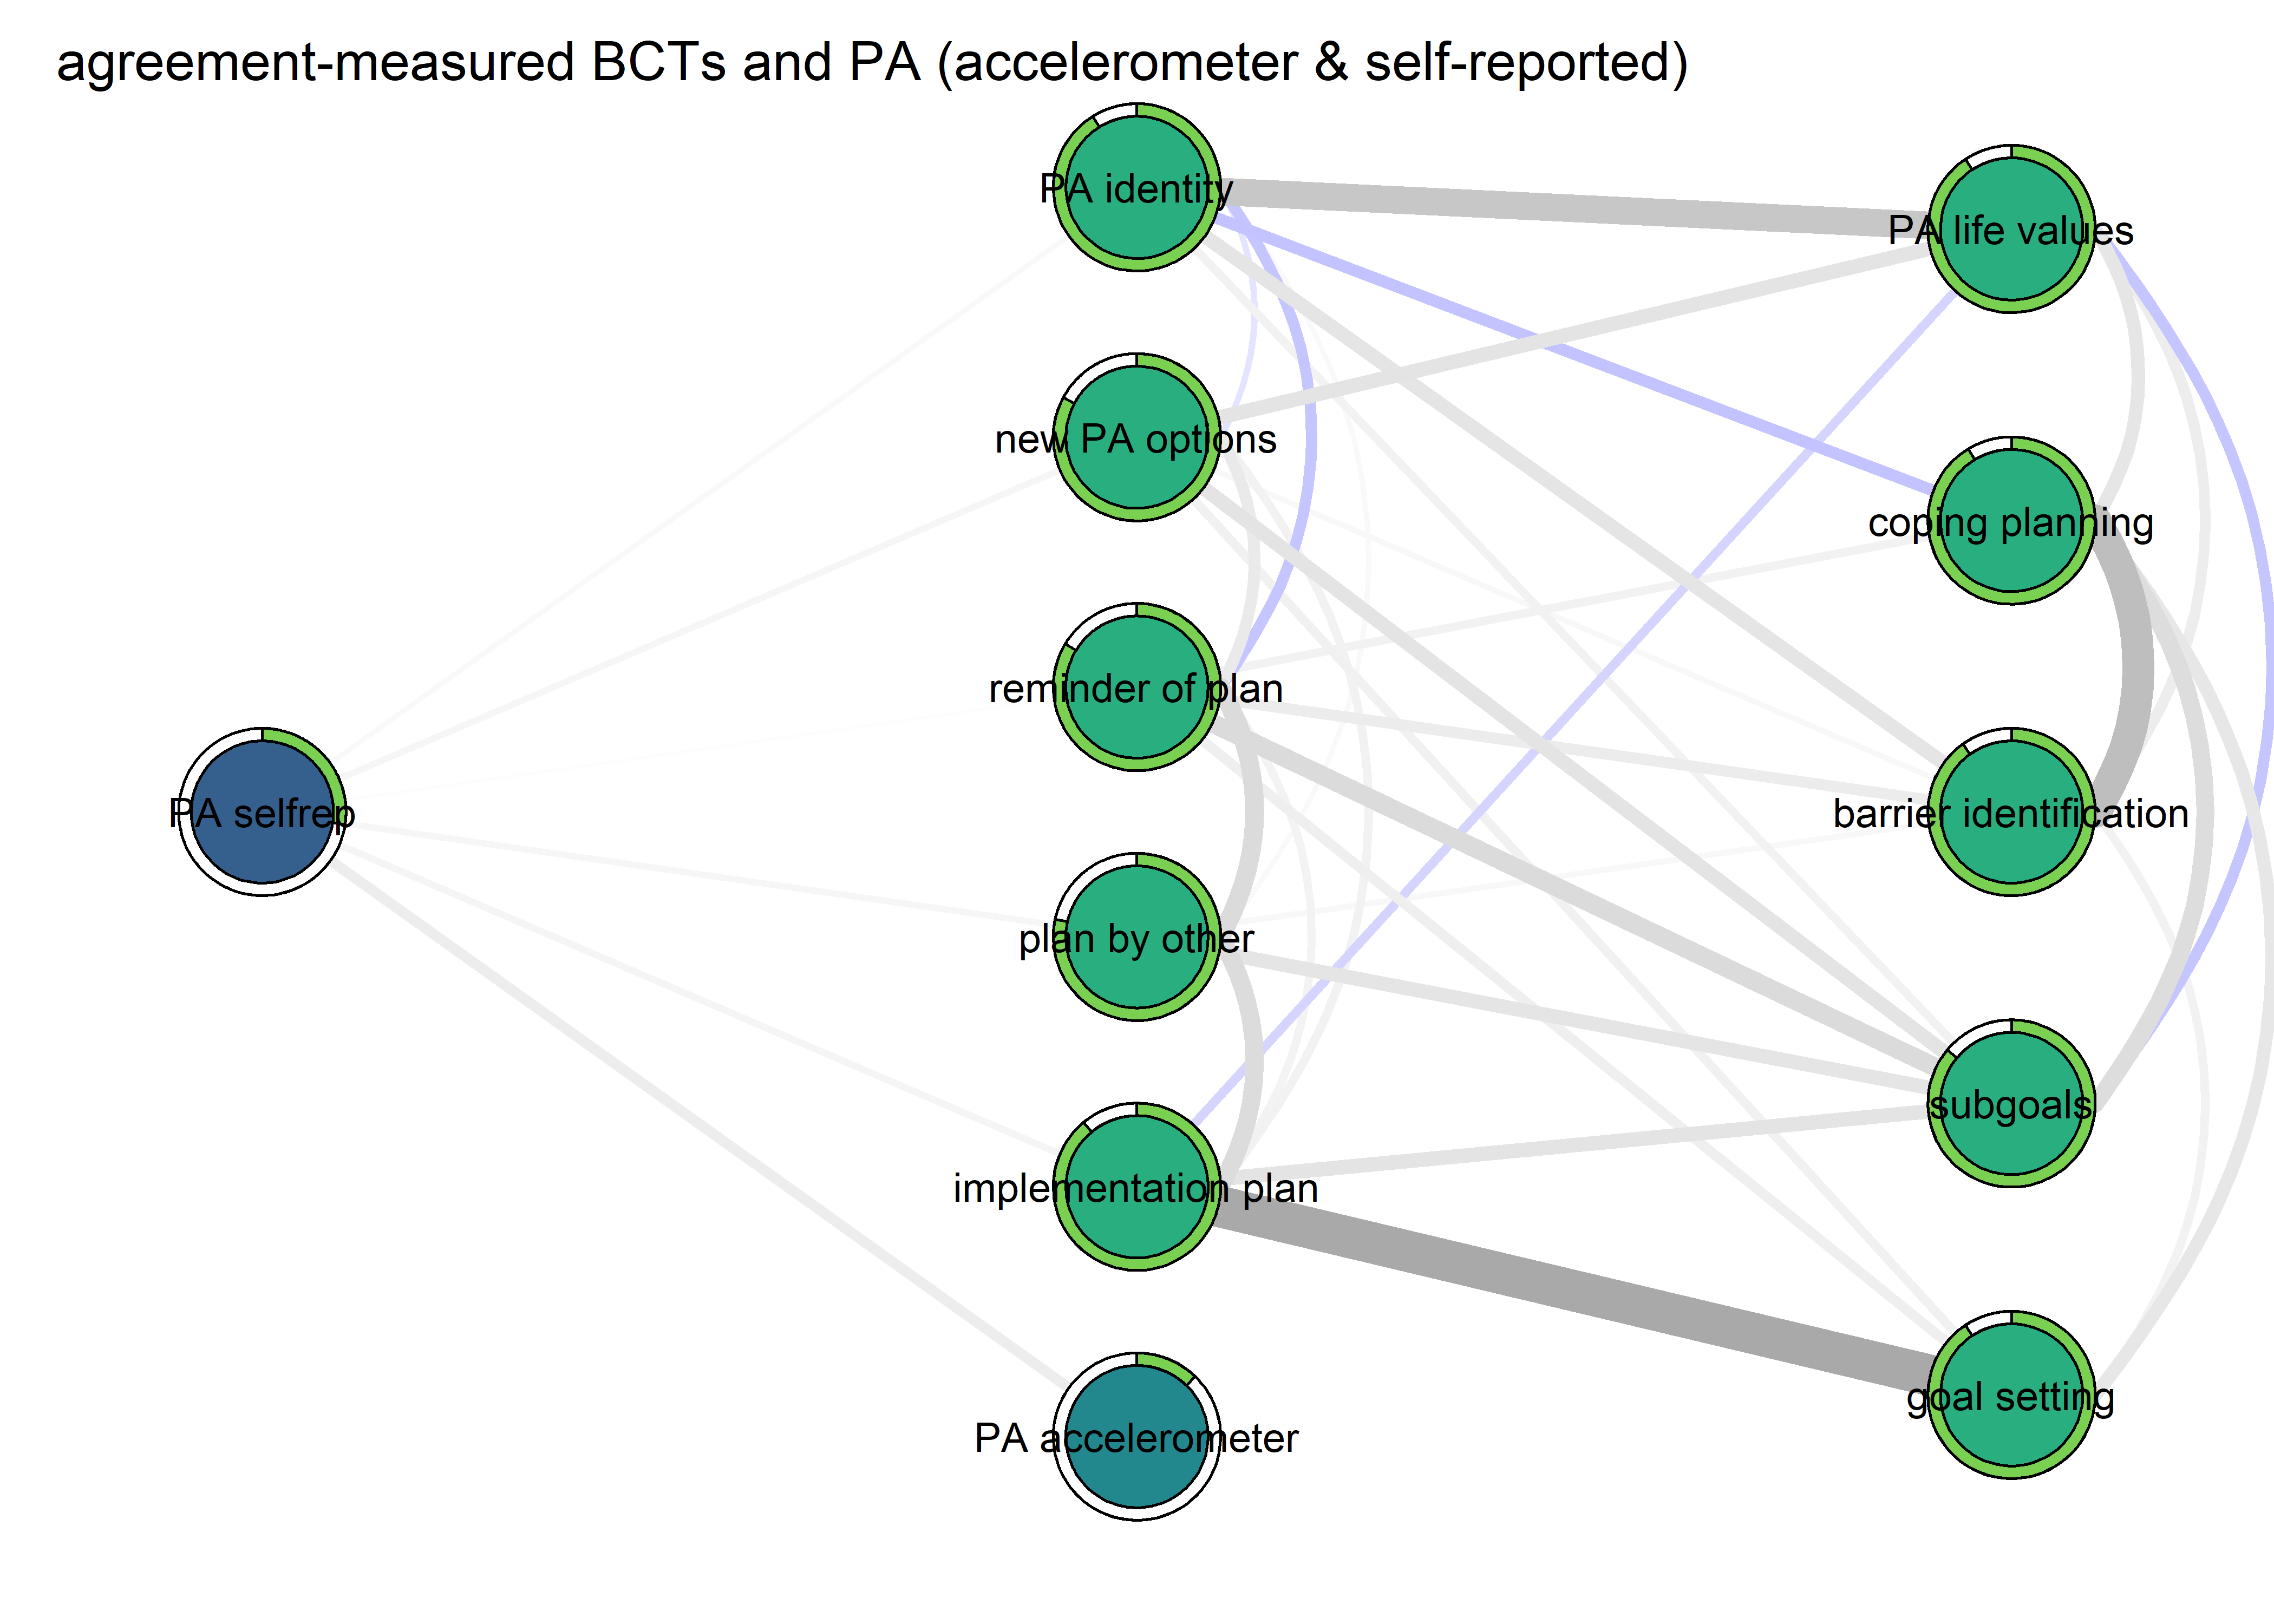 agreement-measured BCTs and PA (accelerometer & self-reported)
PA identity
PA life values
new PA options
coping planning
reminder of plan
PA selfrep
barrier identification
plan by other
subgoals
implementation plan
goal setting
PA accelerometer